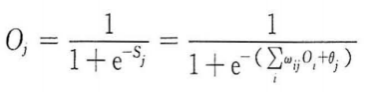 $O_j = \frac{1}{1+e^{-S_j}} = \frac{1}{1+e^{-(\sum_i \omega_{ij} O_i + \theta_j)}}$